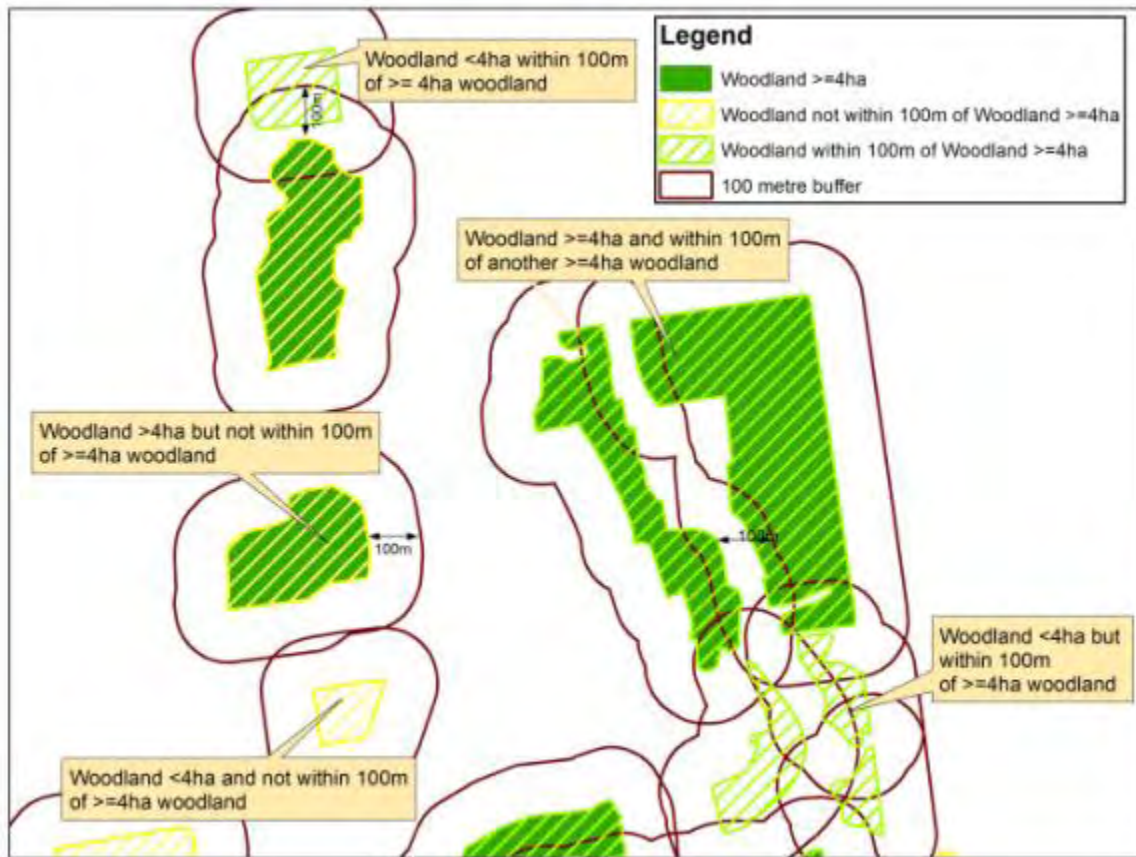 Woodland <4ha within 100m
of >= 4ha woodland
100m
Legend
Woodland >=4ha
Woodland not within 100m of Woodland >=4ha
Woodland within 100m of Woodland >=4ha
100 metre buffer
Woodland >=4ha and within 100m
of another >=4ha woodland
Woodland >4ha but not within 100m
of >=4ha woodland
100m
100m
Woodland <4ha but
within 100m
of >=4ha woodland
Woodland <4ha and not within 100m
of >=4ha woodland